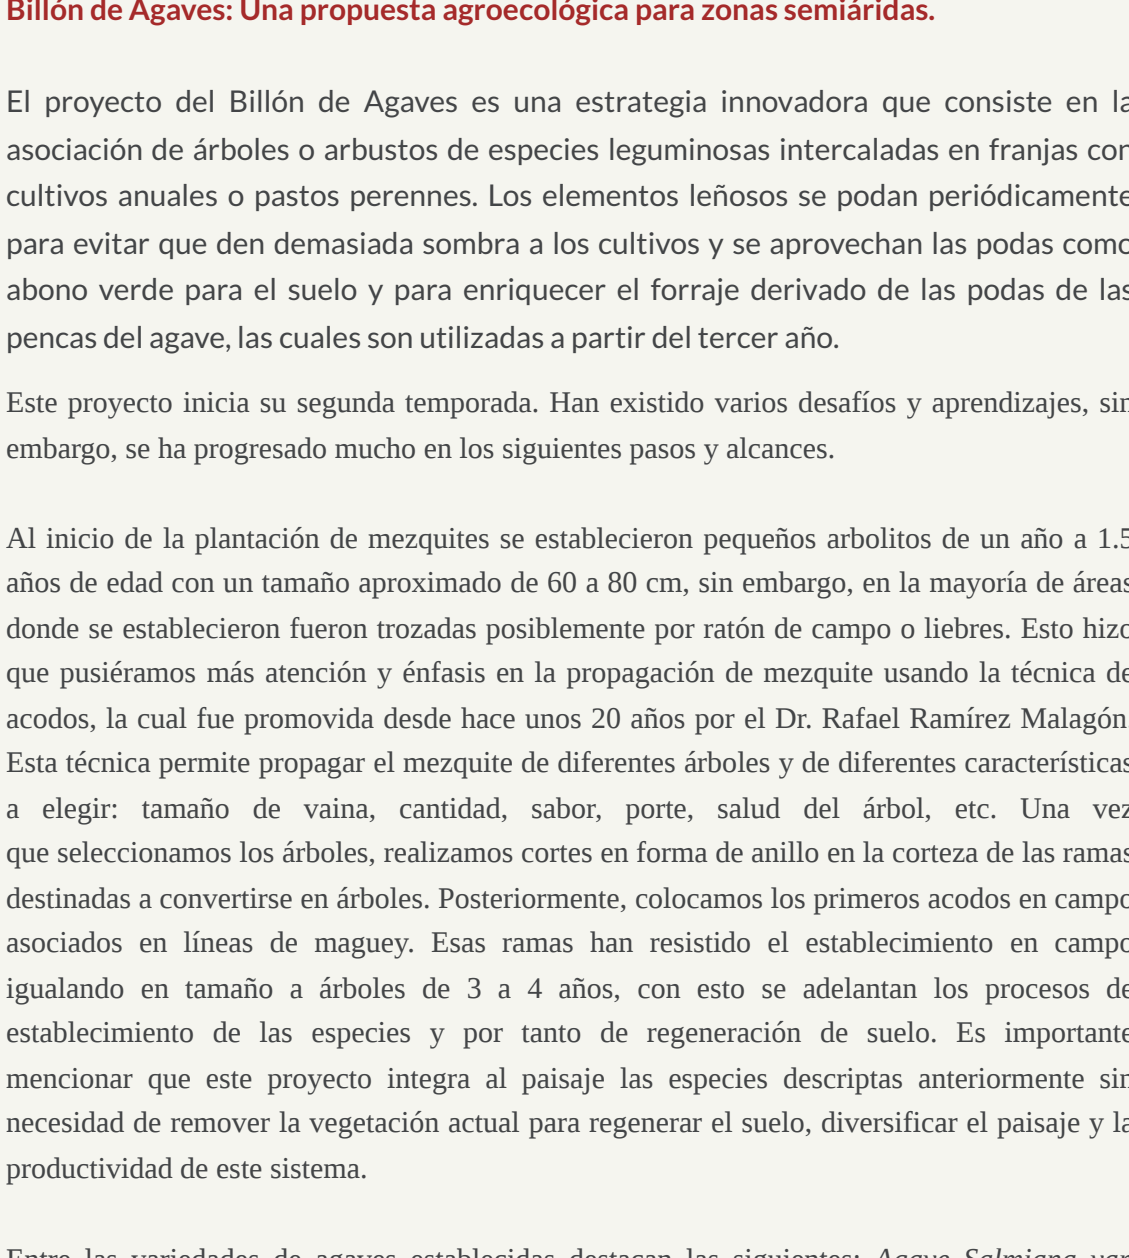 Billón de Agaves: Una propuesta agroecológica para zonas semiáridas.
El proyecto del Billón de Agaves es una estrategia innovadora que consiste en la
asociación de árboles o arbustos de especies leguminosas intercaladas en franjas con
cultivos anuales o pastos perennes. Los elementos leñosos se podan periódicamente
para evitar que den demasiada sombra a los cultivos y se aprovechan las podas como
abono verde para el suelo y para enriquecer el forraje derivado de las podas de las
pencas del agave, las cuales son utilizadas a partir del tercer año.
Este proyecto inicia su segunda temporada. Han existido varios desafíos y aprendizajes, sin
embargo, se ha progresado mucho en los siguientes pasos y alcances.
Al inicio de la plantación de mezquites se establecieron pequeños arbolitos de un año a 1.5
años de edad con un tamaño aproximado de 60 a 80 cm, sin embargo, en la mayoría de áreas
donde se establecieron fueron trozadas posiblemente por ratón de campo o liebres. Esto hizo
que pusiéramos más atención y énfasis en la propagación de mezquite usando la técnica de
acodos, la cual fue promovida desde hace unos 20 años por el Dr. Rafael Ramírez Malagón.
Esta técnica permite propagar el mezquite de diferentes árboles y de diferentes características
a elegir: tamaño de vaina, cantidad, sabor, porte, salud del árbol, etc. Una vez
que seleccionamos los árboles, realizamos cortes en forma de anillo en la corteza de las ramas
destinadas a convertirse en árboles. Posteriormente, colocamos los primeros acodos en campo
asociados en líneas de maguey. Esas ramas han resistido el establecimiento en campo
igualando en tamaño a árboles de 3 a 4 años, con esto se adelantan los procesos de
establecimiento de las especies y por tanto de regeneración de suelo. Es importante
mencionar que este proyecto integra al paisaje las especies descriptas anteriormente sin
necesidad de remover la vegetación actual para regenerar el suelo, diversificar el paisaje y la
productividad de este sistema.
Entre las variedades de agaves establecidas destacan las siguientes: Agave Salmiana var.